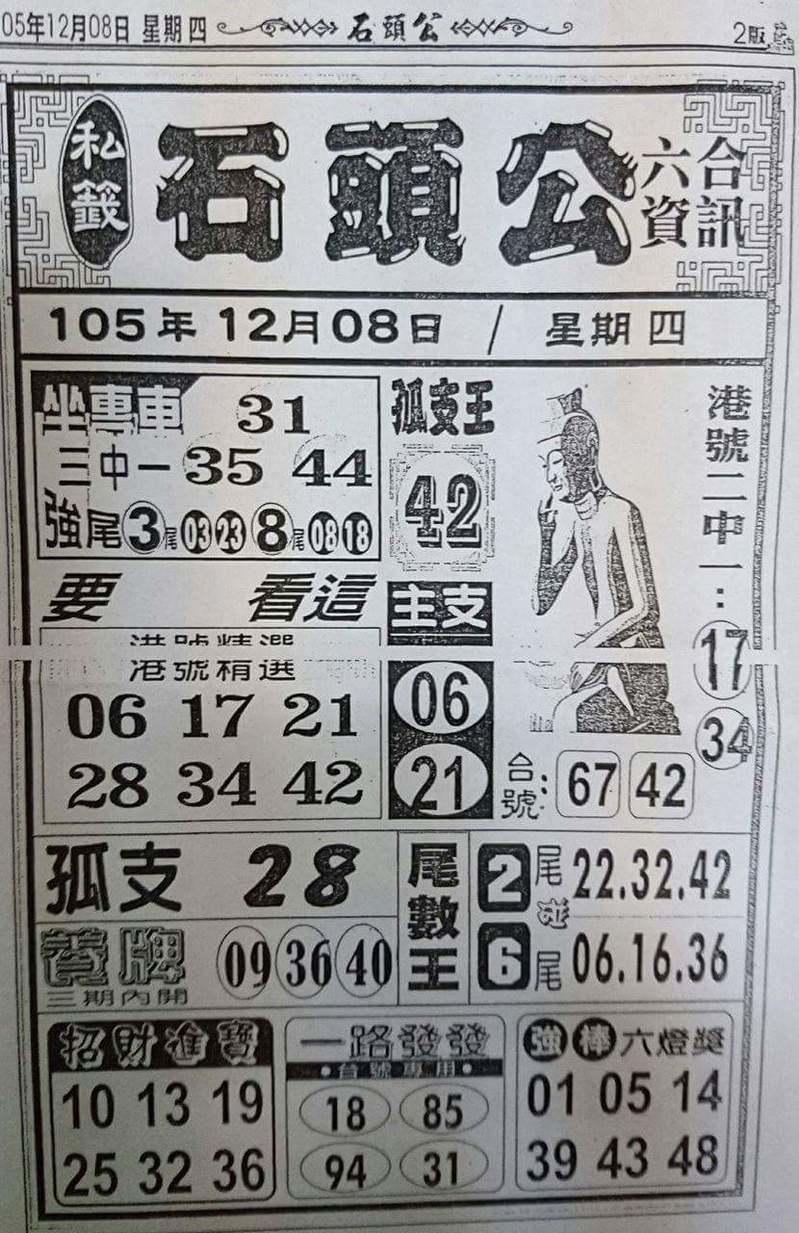 05年12月08日 星期四 石頭公 2版
私籤 石頭公 六合資訊
105年12月08日 / 星期四
坐專車 31
三中一 35 44
強尾 3尾 03 23 8尾 08 18
孤支王
42
港號二中一:
17
34
要看這
主支
06
21
港號精選
港號精選
06 17 21
28 34 42
台號: 67 42
孤支 28
養牌 09 36 40
三期內開
尾數王
2尾 22.32.42
碰
6尾 06.16.36
招財進寶
10 13 19
25 32 36
一路發發
台號專用
18 85
94 31
強棒六燈獎
01 05 14
39 43 48